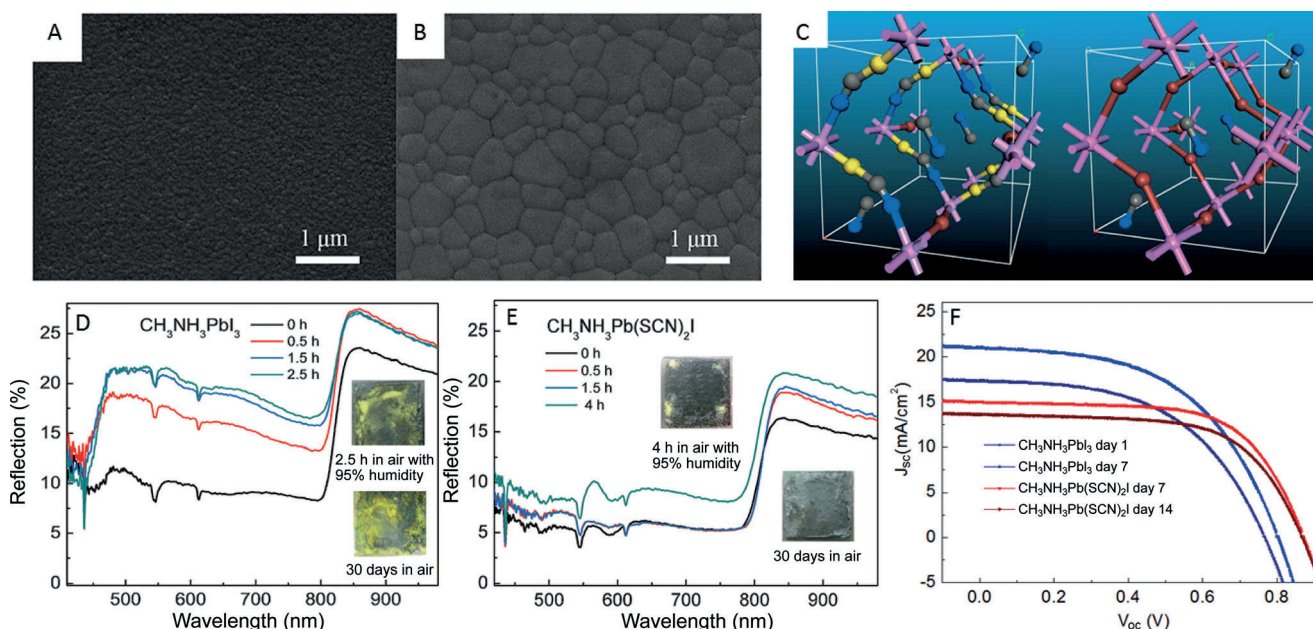 A
1 μm
B
1 μm
C
D
CH₃NH₃PbI₃
0 h
0.5 h
1.5 h
2.5 h
2.5 h in air with
95% humidity
30 days in air
Reflection (%)
25
20
15
10
5
0
500
600
700
800
900
Wavelength (nm)
E
CH₃NH₃Pb(SCN)₂I
0 h
0.5 h
1.5 h
4 h
4 h in air with
95% humidity
30 days in air
Reflection (%)
25
20
15
10
5
0
500
600
700
800
900
Wavelength (nm)
F
CH₃NH₃PbI₃ day 1
CH₃NH₃PbI₃ day 7
CH₃NH₃Pb(SCN)₂I day 7
CH₃NH₃Pb(SCN)₂I day 14
Jsc(mA/cm²)
25
20
15
10
5
0
-5
0.0
0.2
0.4
0.6
0.8
Voc (V)